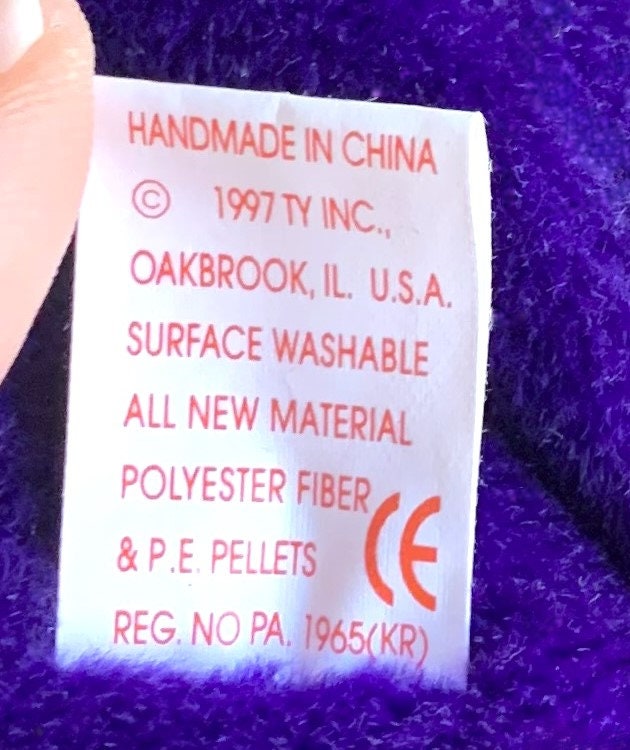 HANDMADE IN CHINA
© 1997 TY INC.,
OAKBROOK, IL. U.S.A.
SURFACE WASHABLE
ALL NEW MATERIAL
POLYESTER FIBER
& P.E. PELLETS CE
REG. NO PA. 1965(KR)